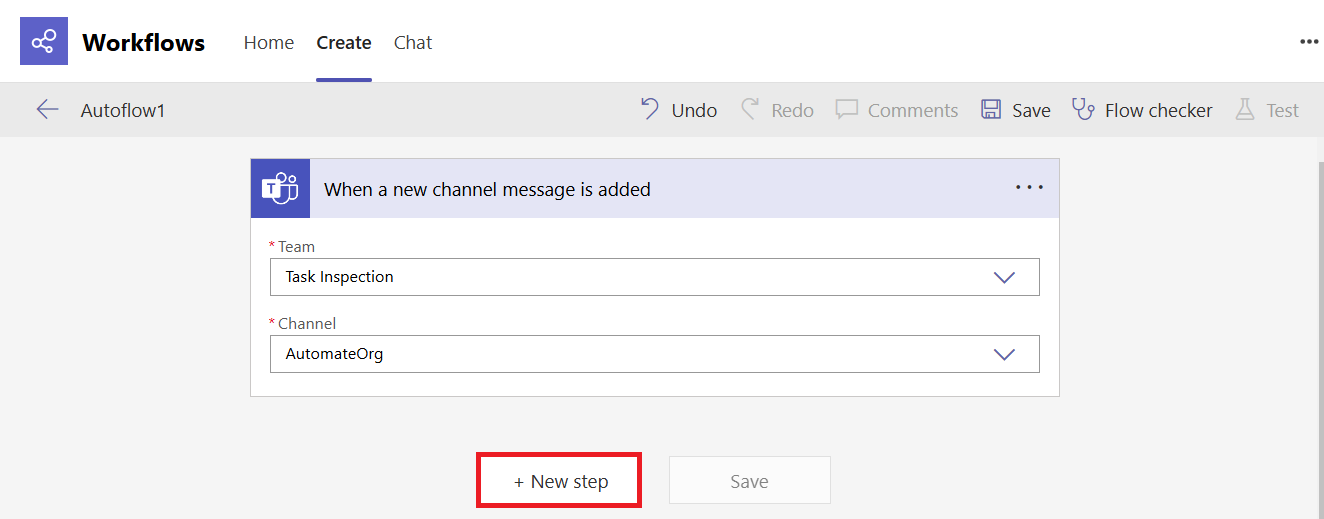 Workflows Home Create Chat
Autoflow1 Undo Redo Comments Save Flow checker Test
T When a new channel message is added
* Team
Task Inspection
* Channel
AutomateOrg
+ New step Save